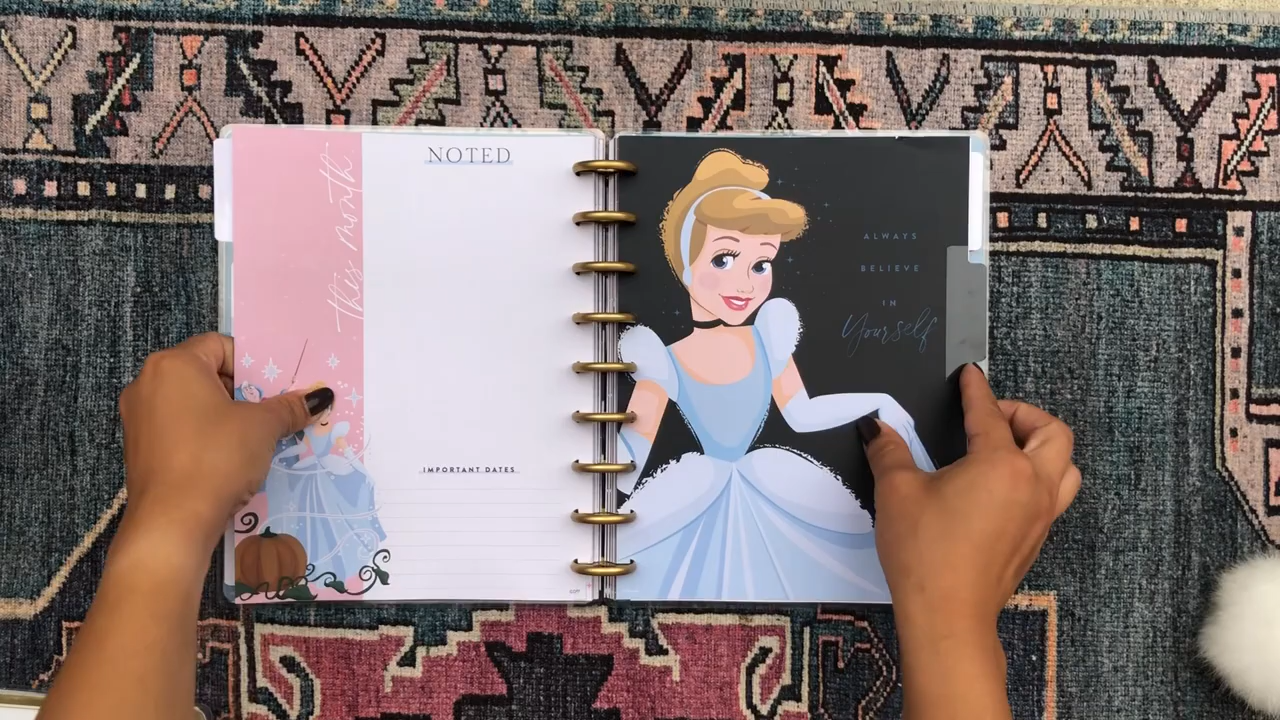 this month
NOTED
IMPORTANT DATES
ALWAYS
BELIEVE
IN
Yourself